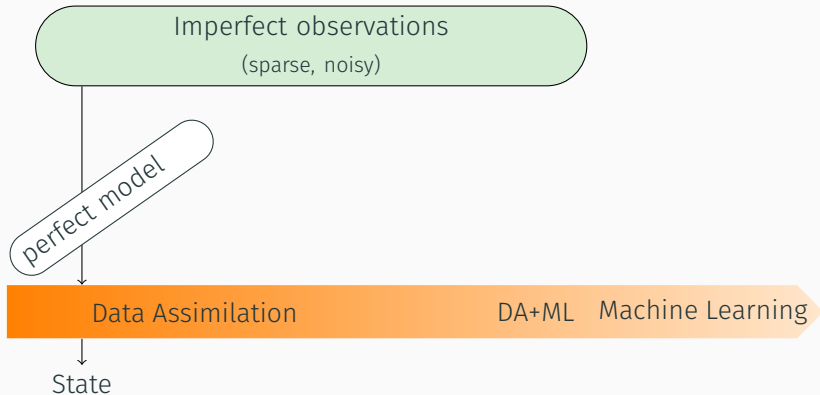 Imperfect observations
(sparse, noisy)
perfect model
Data Assimilation
DA+ML
Machine Learning
State